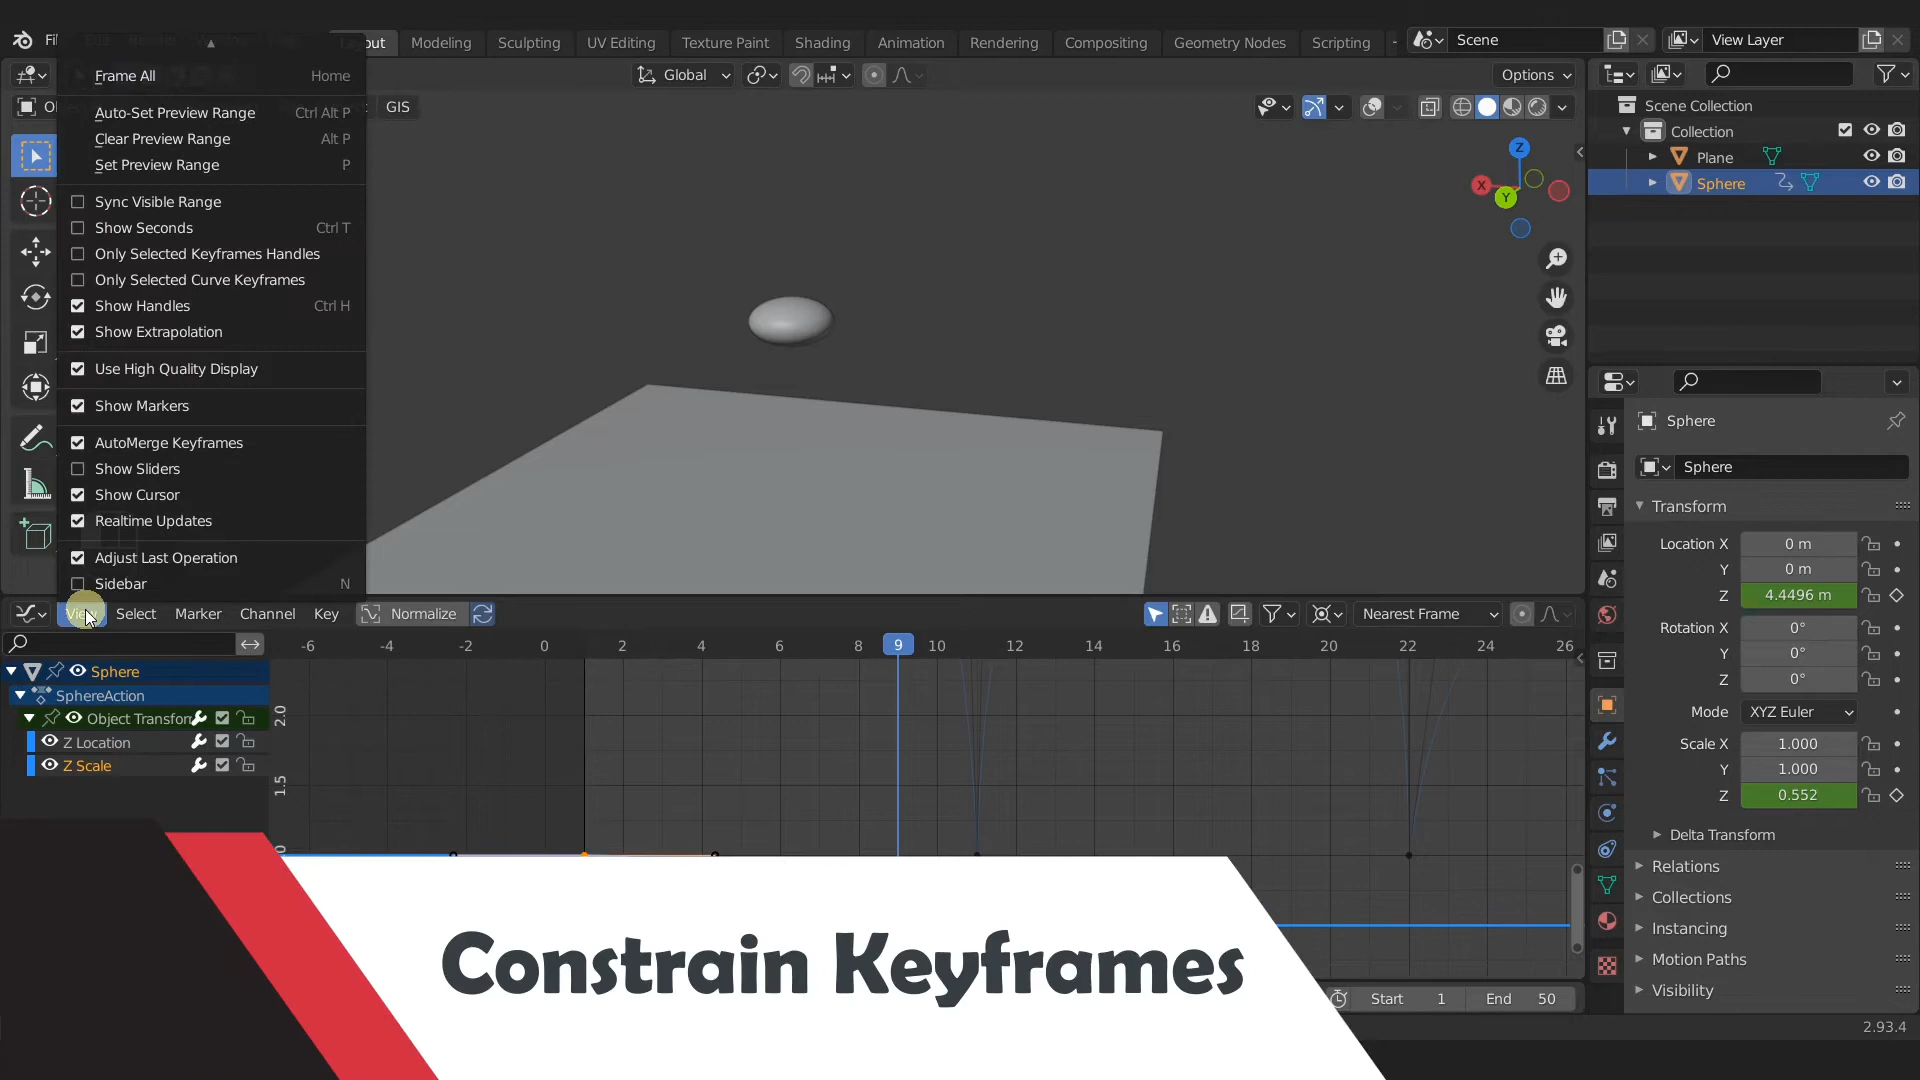 Layout Modeling Sculpting UV Editing Texture Paint Shading Animation Rendering Compositing Geometry Nodes Scripting Scene View Layer
Global Options
GIS
Frame All Home
Auto-Set Preview Range Ctrl Alt P
Clear Preview Range Alt P
Set Preview Range P
Sync Visible Range
Show Seconds Ctrl T
Only Selected Keyframes Handles
Only Selected Curve Keyframes
Show Handles Ctrl H
Show Extrapolation
Use High Quality Display
Show Markers
AutoMerge Keyframes
Show Sliders
Show Cursor
Realtime Updates
Adjust Last Operation
Sidebar N
Z
X
Y
Scene Collection
Collection
Plane
Sphere
Sphere
Sphere
Transform
Location X 0 m
Y 0 m
Z 4.4496 m
Rotation X 0°
Y 0°
Z 0°
Mode XYZ Euler
Scale X 1.000
Y 1.000
Z 0.552
Delta Transform
Relations
Collections
Instancing
Motion Paths
Visibility
View Select Marker Channel Key Normalize Nearest Frame
-6 -4 -2 0 2 4 6 8 9 10 12 14 16 18 20 22 24 26
Sphere
SphereAction
Object Transfor
Z Location
Z Scale
2.0
1.5
Constrain Keyframes
Start 1 End 50
2.93.4